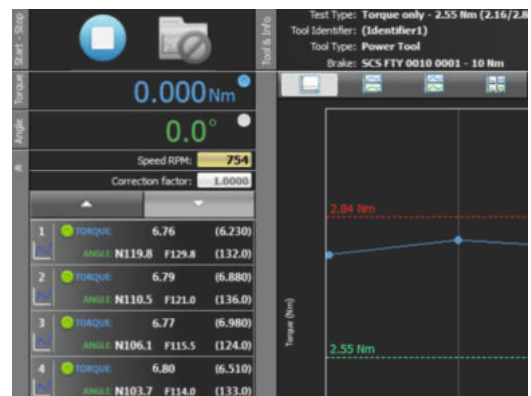 Start - Stop
Tool & Info
Test Type: Torque only - 2.55 Nm (2.16/2.8
Tool Identifier: (Identifier1)
Tool Type: Power Tool
Brake: SCS FTY 0010 0001 - 10 Nm
Torque
0.000 Nm
Angle
0.0°
Speed RPM: 754
Correction factor: 1.0000
1 TORQUE: 6.76 (6.230)
ANGLE: N119.8 F129.8 (132.0)
2 TORQUE: 6.79 (6.880)
ANGLE: N110.5 F121.0 (136.0)
3 TORQUE: 6.77 (6.980)
ANGLE: N106.1 F115.5 (124.0)
4 TORQUE: 6.80 (6.510)
ANGLE: N103.7 F114.0 (133.0)
2.84 Nm
Torque (Nm)
2.55 Nm